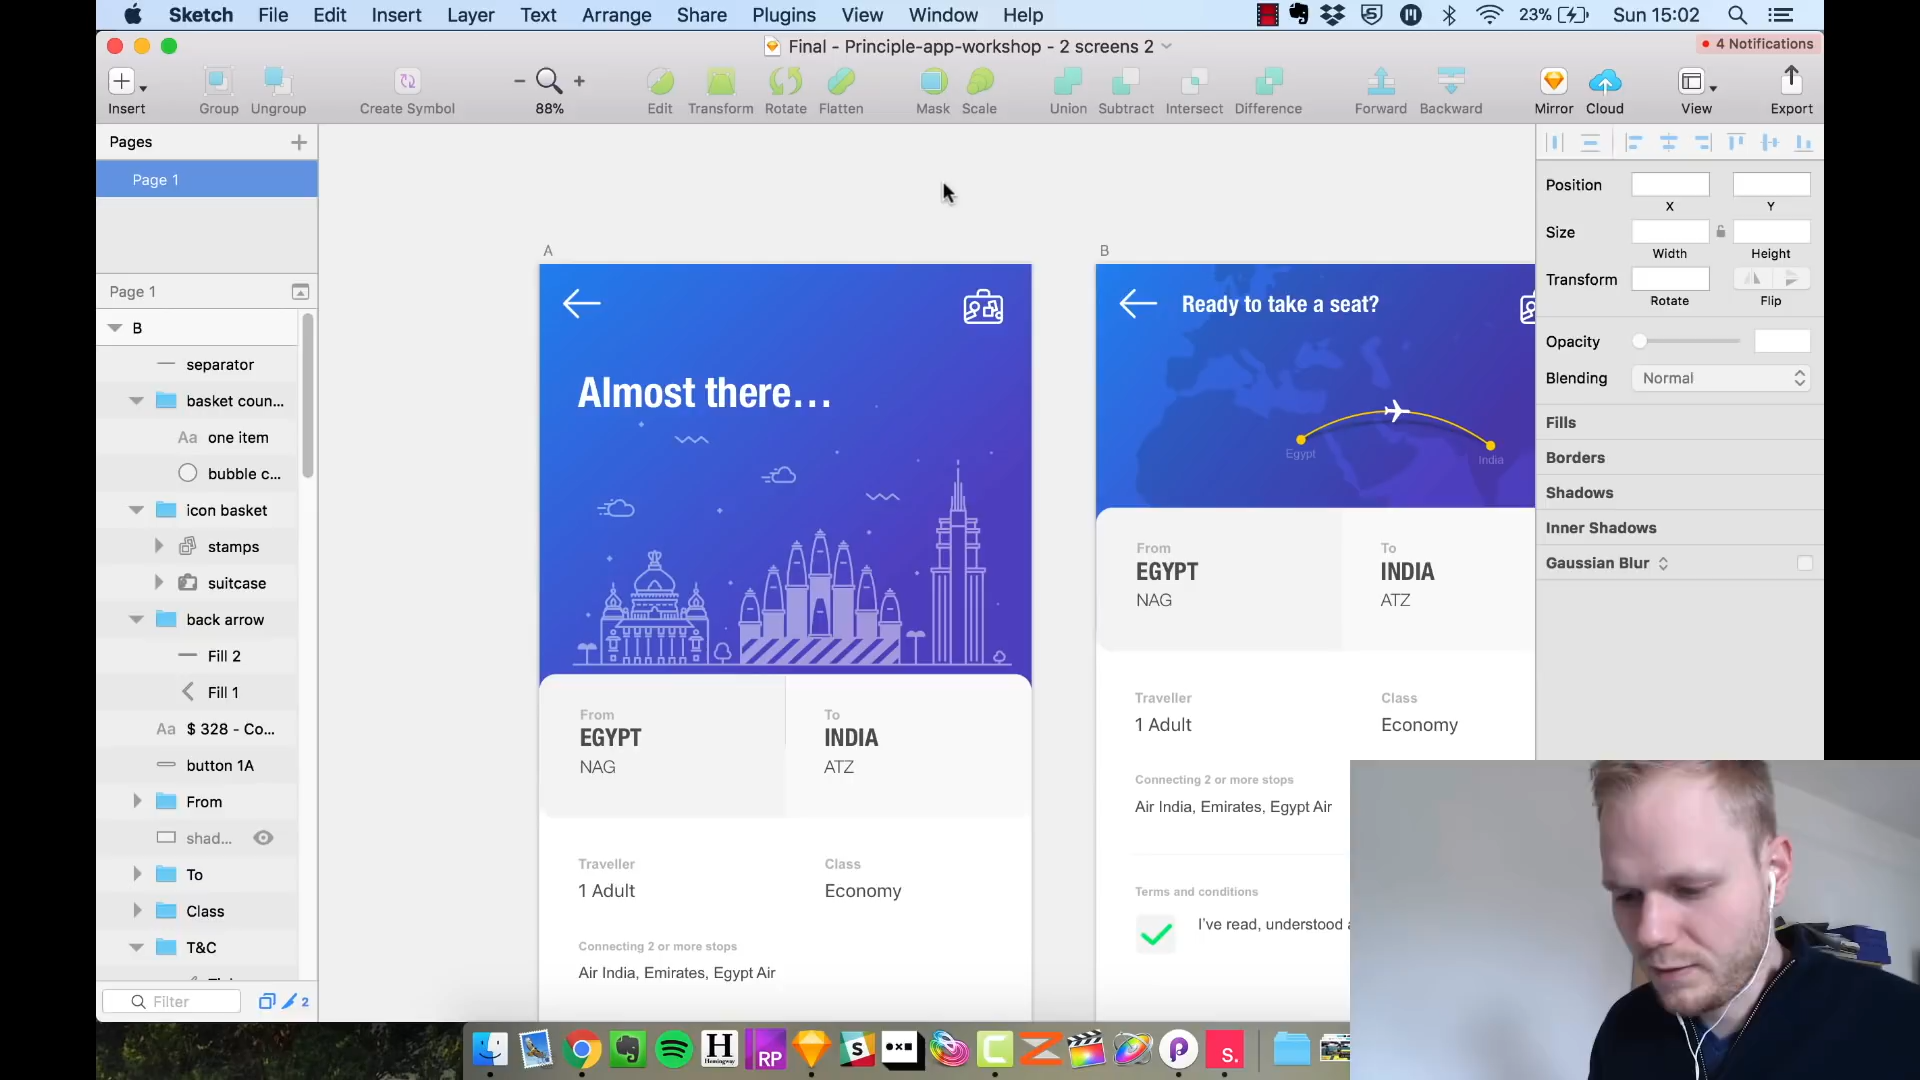 Sketch File Edit Insert Layer Text Arrange Share Plugins View Window Help 23% Sun 15:02
Final - Principle-app-workshop - 2 screens 2
4 Notifications
Insert Group Ungroup Create Symbol 88% Edit Transform Rotate Flatten Mask Scale Union Subtract Intersect Difference Forward Backward Mirror Cloud View Export
Pages
Page 1
Page 1
B
separator
basket coun...
Aa one item
bubble c...
icon basket
stamps
suitcase
back arrow
Fill 2
Fill 1
Aa $ 328 - Co...
button 1A
From
shad...
To
Class
T&C
Filter
2
A
Almost there...
From
EGYPT
NAG
To
INDIA
ATZ
Traveller
1 Adult
Class
Economy
Connecting 2 or more stops
Air India, Emirates, Egypt Air
B
Ready to take a seat?
Egypt
India
From
EGYPT
NAG
To
INDIA
ATZ
Traveller
1 Adult
Class
Economy
Connecting 2 or more stops
Air India, Emirates, Egypt Air
Terms and conditions
I've read, understood
Position
X Y
Size
Width Height
Transform
Rotate Flip
Opacity
Blending Normal
Fills
Borders
Shadows
Inner Shadows
Gaussian Blur
H
Hemingway
RP
S
C
S.